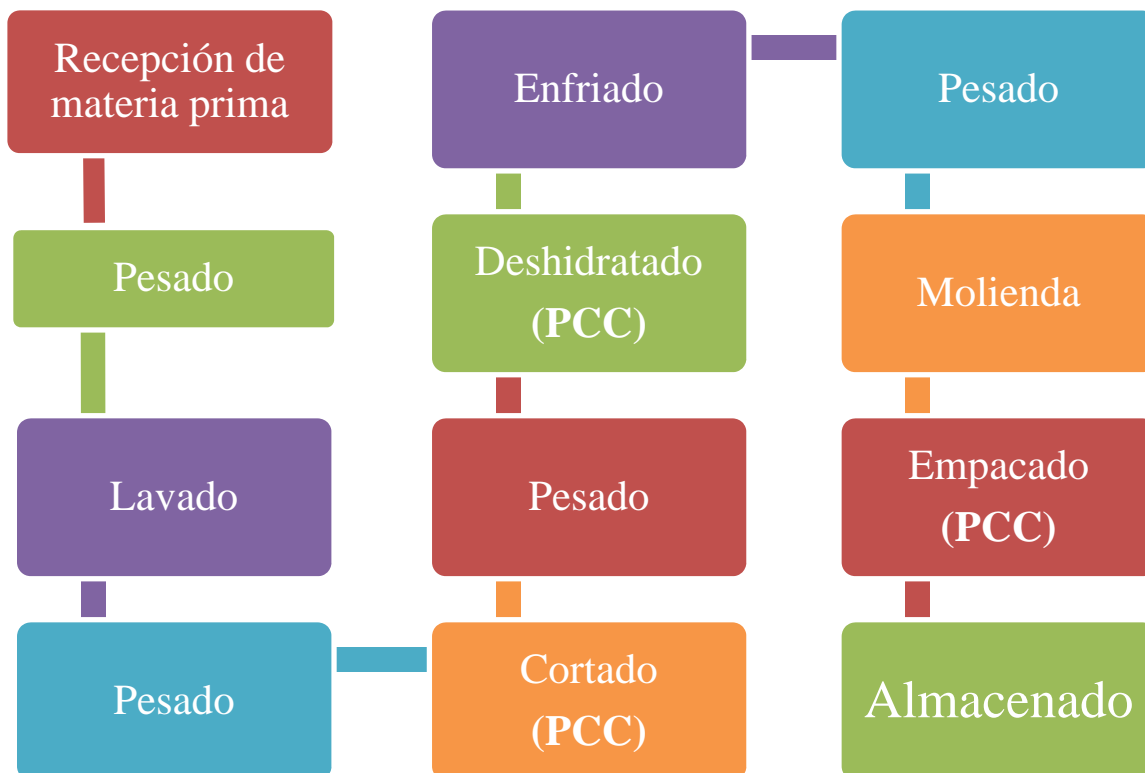 Recepción de
materia prima
Pesado
Lavado
Pesado
Cortado
(PCC)
Pesado
Deshidratado
(PCC)
Enfriado
Pesado
Molienda
Empacado
(PCC)
Almacenado